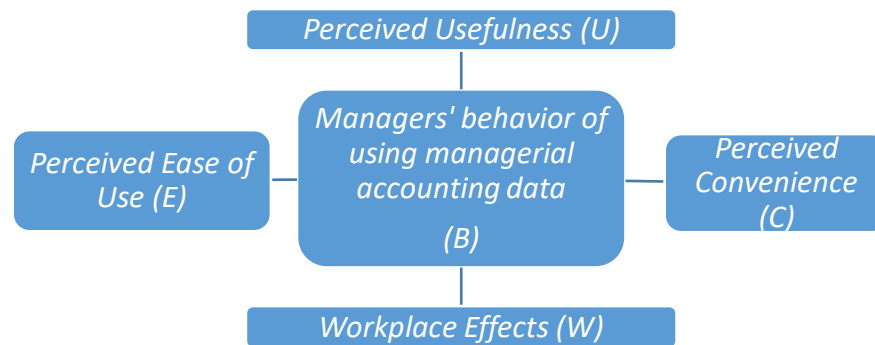 Perceived Usefulness (U)
Managers' behavior of
using managerial
accounting data
(B)
Perceived Ease of
Use (E)
Perceived
Convenience
(C)
Workplace Effects (W)